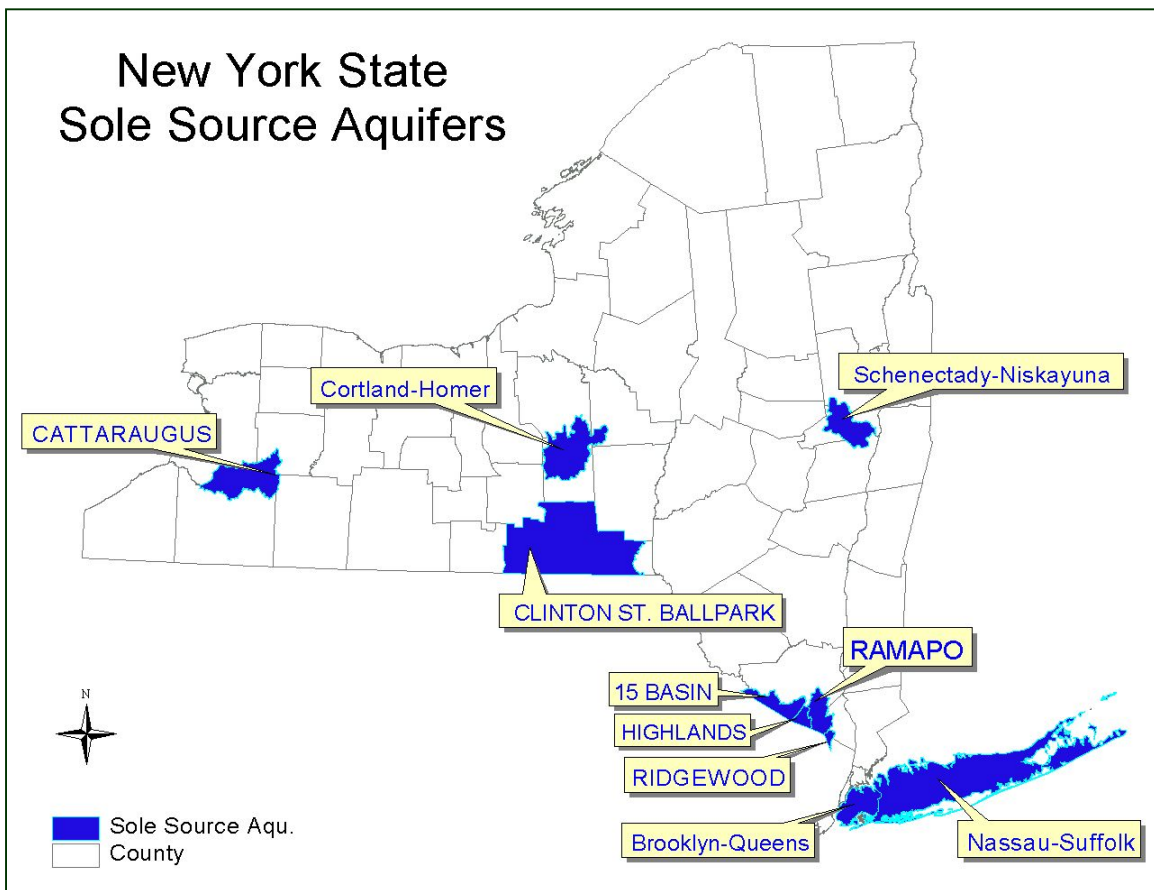 New York State
Sole Source Aquifers
Schenectady-Niskayuna
Cortland-Homer
CATTARAUGUS
CLINTON ST. BALLPARK
RAMAPO
15 BASIN
HIGHLANDS
RIDGEWOOD
Brooklyn-Queens
Nassau-Suffolk
N
Sole Source Aqu.
County